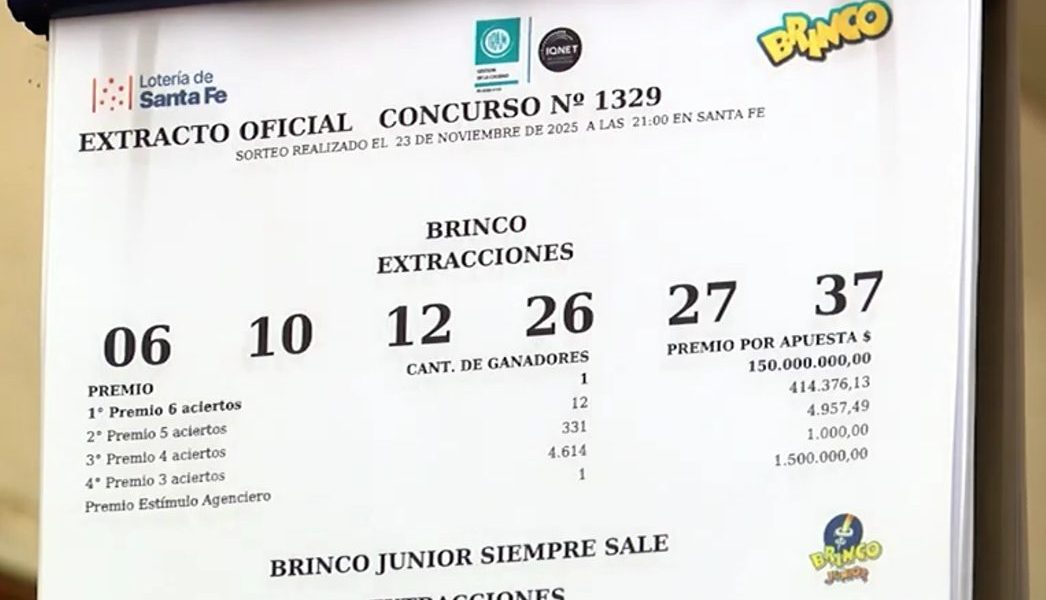 Lotería de
Santa Fe
IQNET
BRINCO
EXTRACTO OFICIAL CONCURSO Nº 1329
SORTEO REALIZADO EL 23 DE NOVIEMBRE DE 2025 A LAS 21:00 EN SANTA FE
BRINCO
EXTRACCIONES
06 10 12 26 27 37
PREMIO CANT. DE GANADORES PREMIO POR APUESTA $
1° Premio 6 aciertos 1 150.000.000,00
2° Premio 5 aciertos 12 414.376,13
3° Premio 4 aciertos 331 4.957,49
4° Premio 3 aciertos 4.614 1.000,00
Premio Estímulo Agenciero 1 1.500.000,00
BRINCO JUNIOR SIEMPRE SALE
BRINCO
JUNIOR
EXTRACCIONES